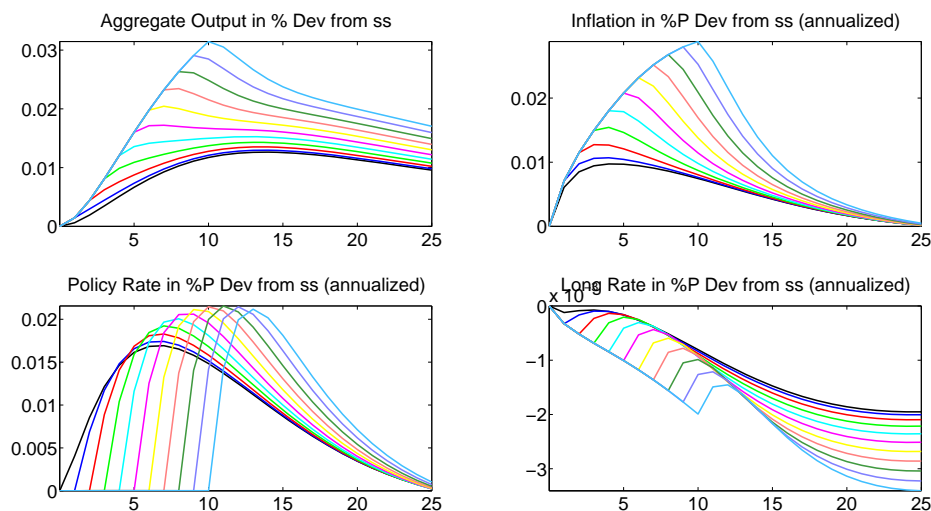 Aggregate Output in % Dev from ss
0.03
0.02
0.01
0
5 10 15 20 25
Inflation in %P Dev from ss (annualized)
0.02
0.01
0
5 10 15 20 25
Policy Rate in %P Dev from ss (annualized)
0.02
0.015
0.01
0.005
0
5 10 15 20 25
Long Rate in %P Dev from ss (annualized)
x 10⁻³
0
−1
−2
−3
5 10 15 20 25